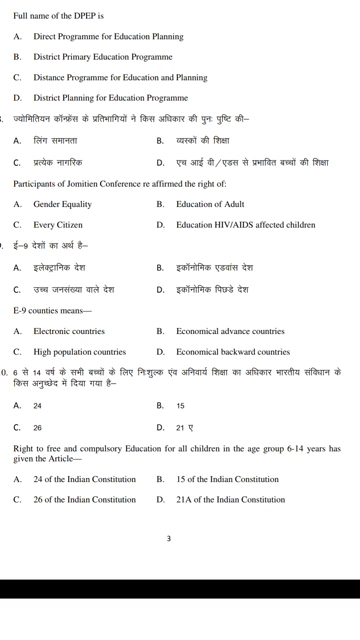 Full name of the DPEP is
A. Direct Programme for Education Planning
B. District Primary Education Programme
C. Distance Programme for Education and Planning
D. District Planning for Education Programme
ज्योमितियन कॉन्फ्रेंस के प्रतिभागियों ने किस अधिकार की पुनः पुष्टि की–
A. लिंग समानता B. व्यस्कों की शिक्षा
C. प्रत्येक नागरिक D. एच आई वी/एडस से प्रभावित बच्चों की शिक्षा
Participants of Jomitien Conference re affirmed the right of:
A. Gender Equality B. Education of Adult
C. Every Citizen D. Education HIV/AIDS affected children
ई–9 देशों का अर्थ है–
A. इलेक्ट्रानिक देश B. इकॉनोमिक एडवांस देश
C. उच्च जनसंख्या वाले देश D. इकॉनोमिक पिछडे देश
E-9 counties means—
A. Electronic countries B. Economical advance countries
C. High population countries D. Economical backward countries
0. 6 से 14 वर्ष के सभी बच्चों के लिए निःशुल्क एंव अनिवार्य शिक्षा का अधिकार भारतीय संविधान के
किस अनुच्छेद में दिया गया है–
A. 24 B. 15
C. 26 D. 21 ए
Right to free and compulsory Education for all children in the age group 6-14 years has
given the Article—
A. 24 of the Indian Constitution B. 15 of the Indian Constitution
C. 26 of the Indian Constitution D. 21A of the Indian Constitution
3